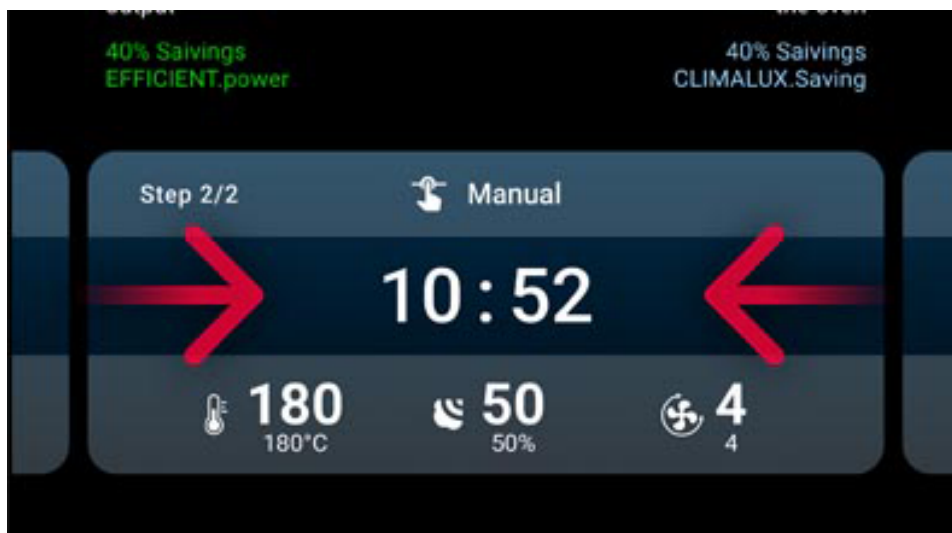 40% Saivings
EFFICIENT.power
40% Saivings
CLIMALUX.Saving
Step 2/2
Manual
10:52
180
180°C
50
50%
4
4